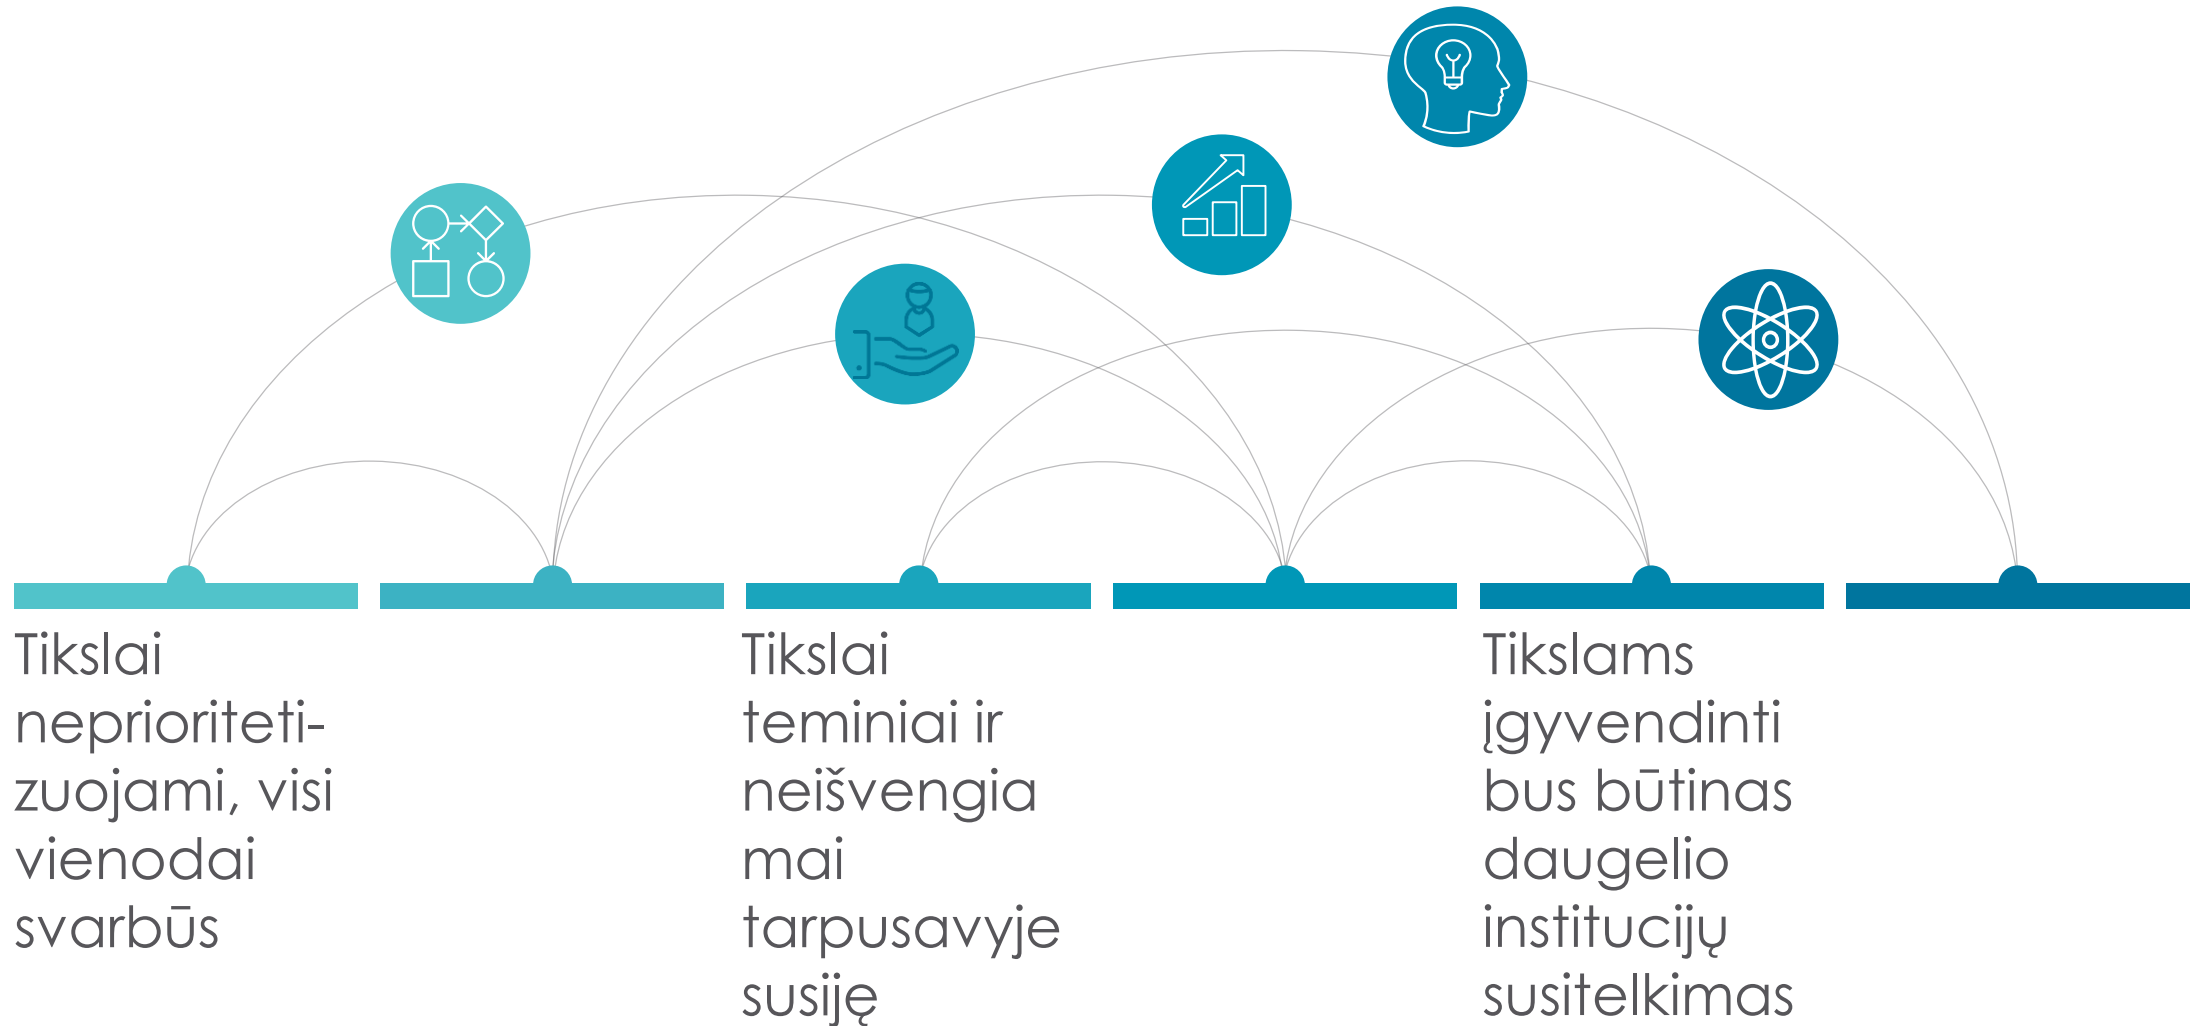 Tikslai
neprioriteti-
zuojami, visi
vienodai
svarbūs
Tikslai
teminiai ir
neišvengia
mai
tarpusavyje
susiję
Tikslams
įgyvendinti
bus būtinas
daugelio
institucijų
susitelkimas